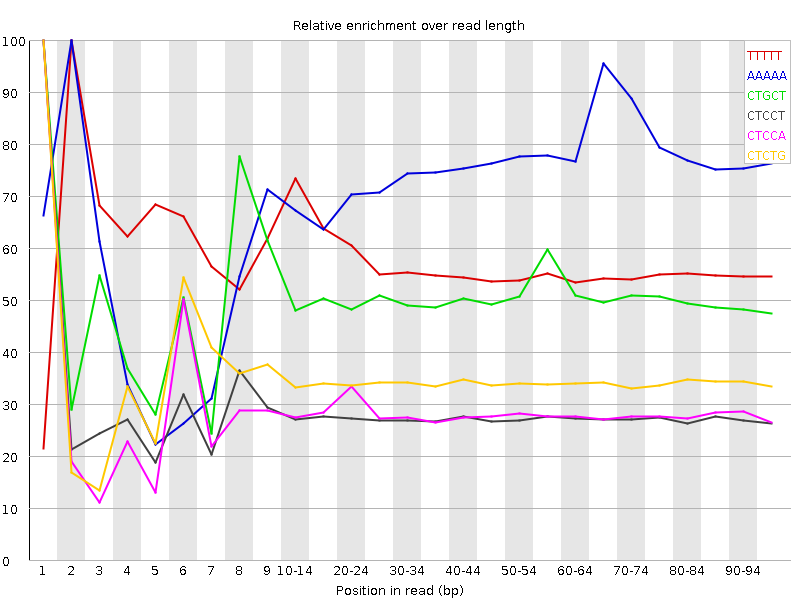 Relative enrichment over read length
100
90
80
70
60
50
40
30
20
10
0
TTTTT
AAAAA
CTGCT
CTCCT
CTCCA
CTCTG
1 2 3 4 5 6 7 8 9 10-14 20-24 30-34 40-44 50-54 60-64 70-74 80-84 90-94
Position in read (bp)